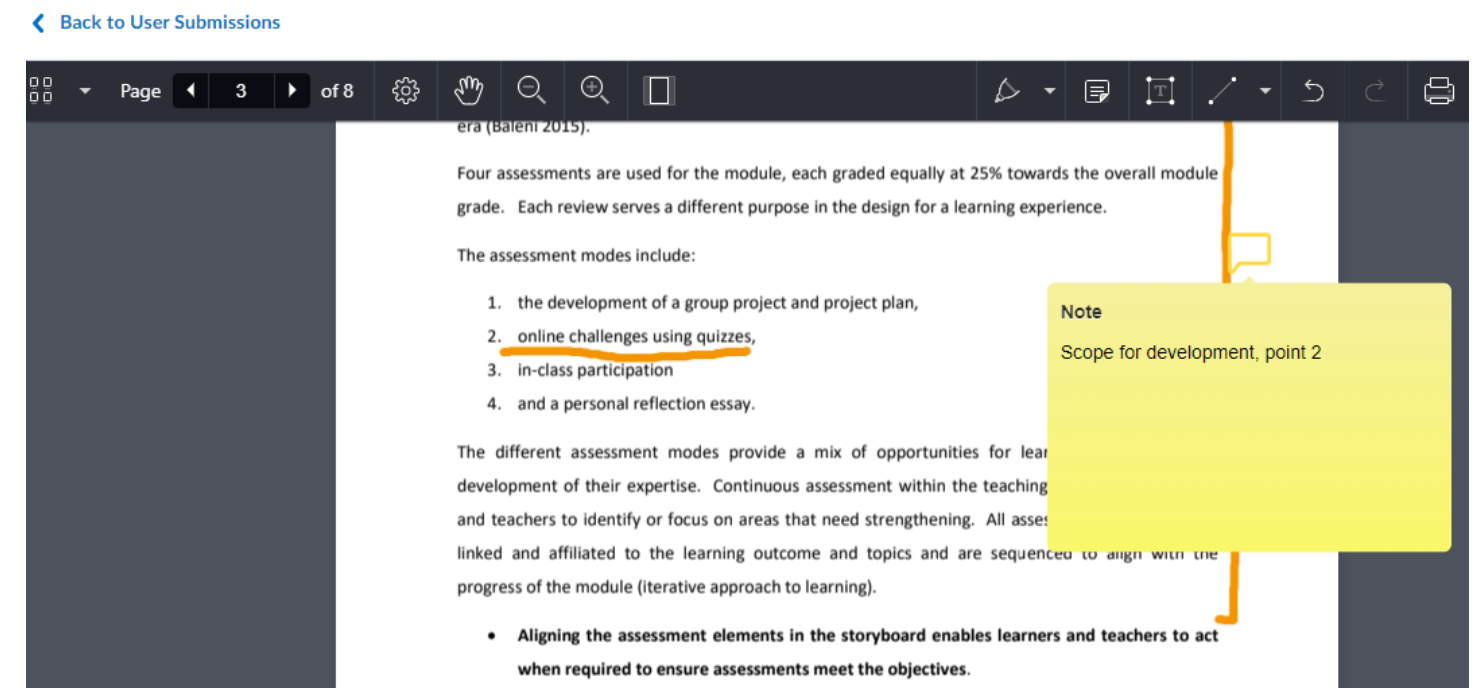 Back to User Submissions
Page 3 of 8
era (Baleni 2015).
Four assessments are used for the module, each graded equally at 25% towards the overall module
grade. Each review serves a different purpose in the design for a learning experience.
The assessment modes include:
1. the development of a group project and project plan,
2. online challenges using quizzes,
3. in-class participation
4. and a personal reflection essay.
Note
Scope for development, point 2
The different assessment modes provide a mix of opportunities for
development of their expertise. Continuous assessment within the teaching
and teachers to identify or focus on areas that need strengthening. All
linked and affiliated to the learning outcome and topics and are sequenced to align with the
progress of the module (iterative approach to learning).
• Aligning the assessment elements in the storyboard enables learners and teachers to act
when required to ensure assessments meet the objectives.